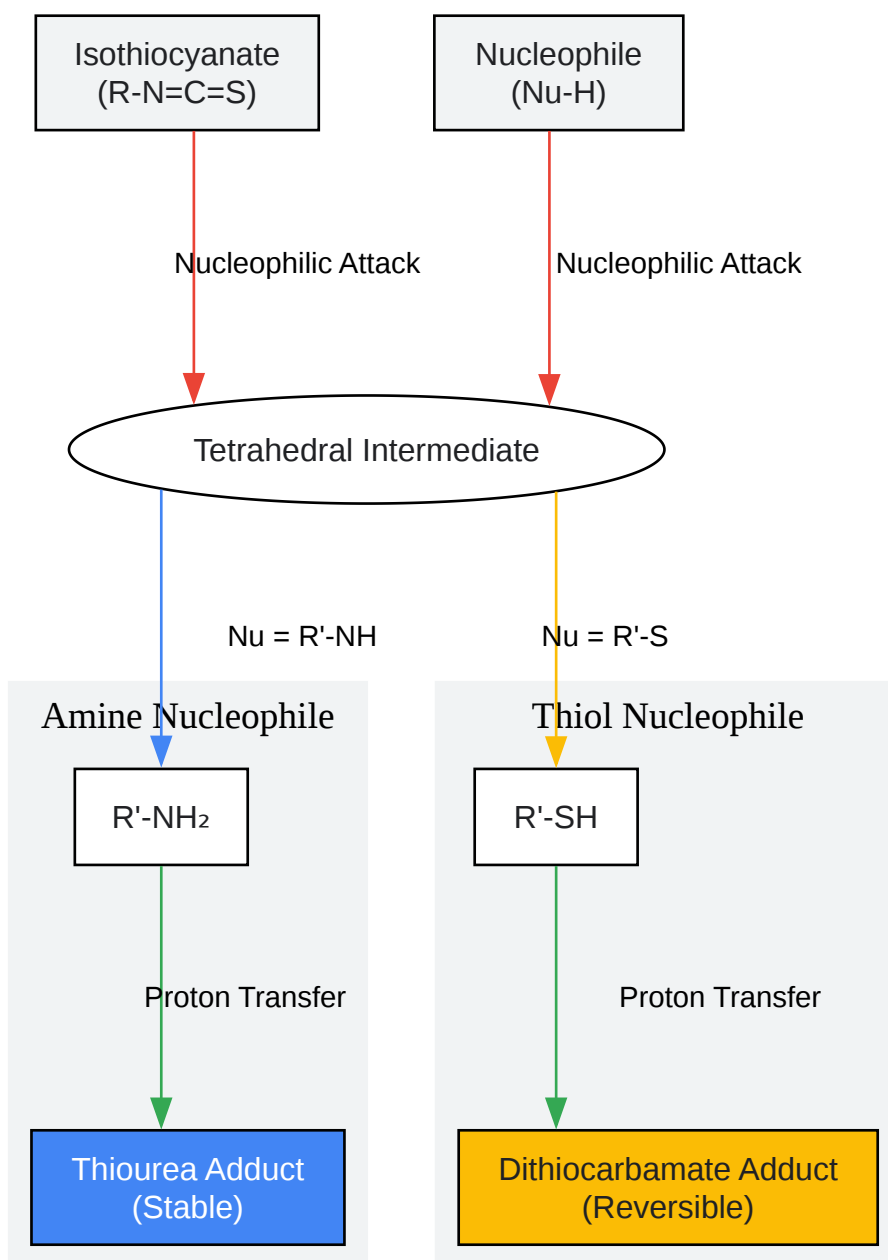 Isothiocyanate
(R-N=C=S)
Nucleophile
(Nu-H)
Nucleophilic Attack
Nucleophilic Attack
Tetrahedral Intermediate
Nu = R'-NH
Nu = R'-S
Amine Nucleophile
Thiol Nucleophile
R'-NH₂
R'-SH
Proton Transfer
Proton Transfer
Thiourea Adduct
(Stable)
Dithiocarbamate Adduct
(Reversible)